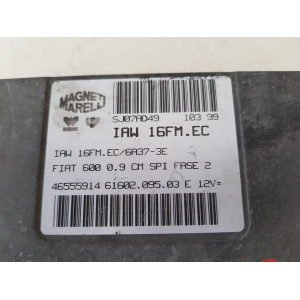 MAGNETI
MARELLI
SJ07AD49 103 99
IAW 16FM.EC
IAW 16FM.EC/6A37-3E
FIAT 600 0.9 CM SPI FASE 2
46555914 61602.095.03 E 12V=